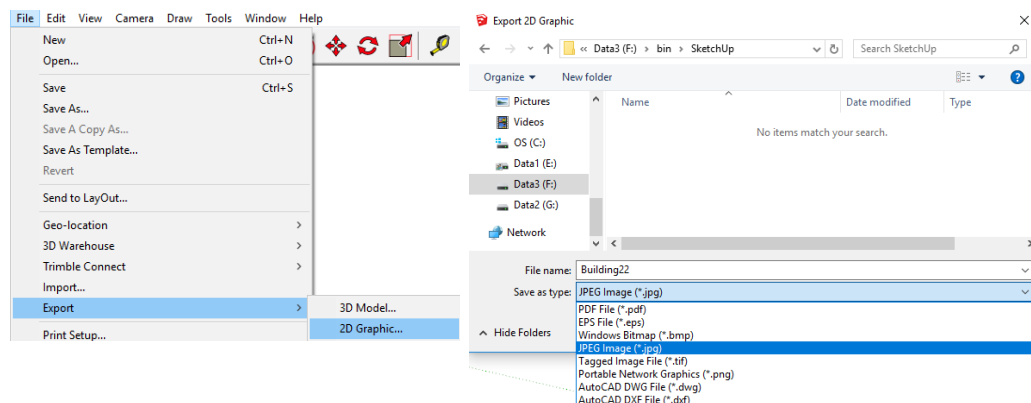 File Edit View Camera Draw Tools Window Help
New Ctrl+N
Open... Ctrl+O
Save Ctrl+S
Save As...
Save A Copy As...
Save As Template...
Revert
Send to LayOut...
Geo-location
3D Warehouse
Trimble Connect
Import...
Export
Print Setup...
3D Model...
2D Graphic...
Export 2D Graphic
« Data3 (F:) › bin › SketchUp
Search SketchUp
Organize
New folder
Pictures
Videos
OS (C:)
Data1 (E:)
Data3 (F:)
Data2 (G:)
Network
Name Date modified Type
No items match your search.
File name: Building22
Save as type: JPEG Image (*.jpg)
Hide Folders
PDF File (*.pdf)
EPS File (*.eps)
Windows Bitmap (*.bmp)
JPEG Image (*.jpg)
Tagged Image File (*.tif)
Portable Network Graphics (*.png)
AutoCAD DWG File (*.dwg)
AutoCAD DXF File (*.dxf)